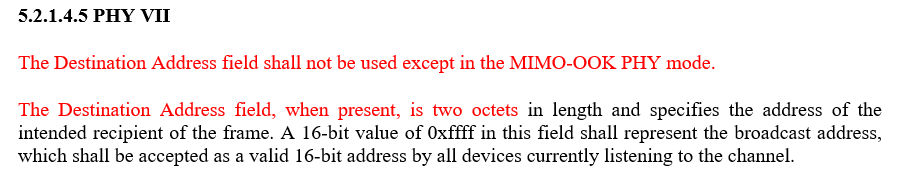 5.2.1.4.5 PHY VII
The Destination Address field shall not be used except in the MIMO-OOK PHY mode.
The Destination Address field, when present, is two octets in length and specifies the address of the
intended recipient of the frame. A 16-bit value of 0xffff in this field shall represent the broadcast address,
which shall be accepted as a valid 16-bit address by all devices currently listening to the channel.